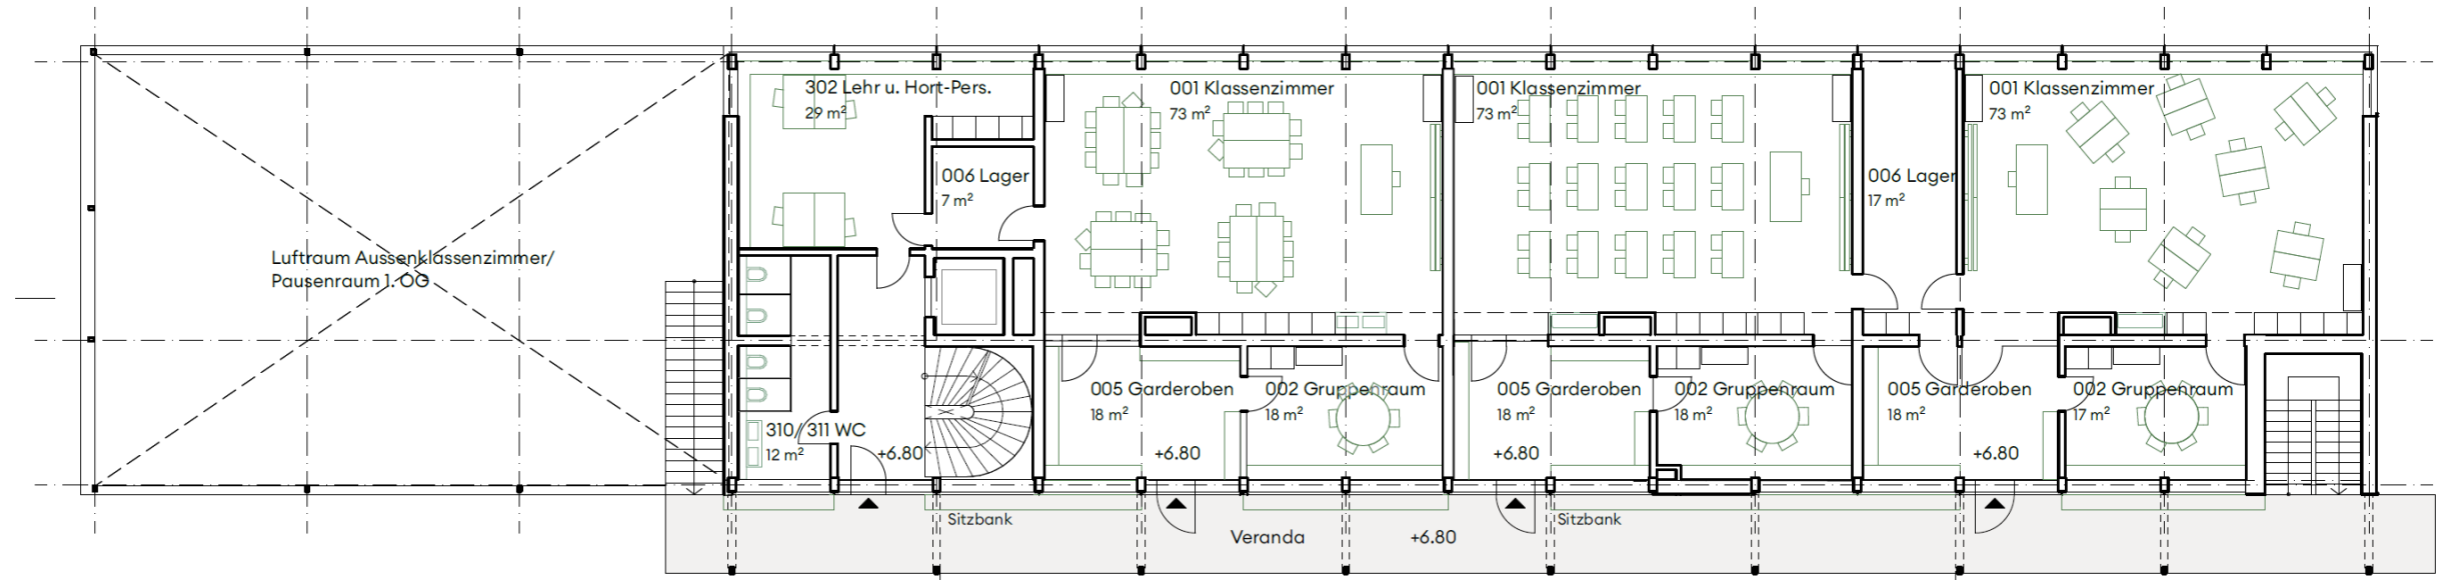 302 Lehr u. Hort-Pers.
29 m²
001 Klassenzimmer
73 m²
001 Klassenzimmer
73 m²
001 Klassenzimmer
73 m²
006 Lager
7 m²
006 Lager
17 m²
Luftraum Aussenklassenzimmer/
Pausenraum 1. OG
005 Garderoben
18 m²
002 Gruppenraum
18 m²
005 Garderoben
18 m²
002 Gruppenraum
18 m²
005 Garderoben
18 m²
002 Gruppenraum
17 m²
310/ 311 WC
12 m²
+6.80
+6.80
+6.80
+6.80
Sitzbank
Sitzbank
Veranda
+6.80